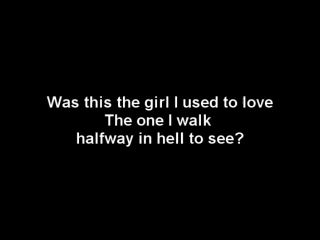 Was this the girl I used to love
The one I walk
halfway in hell to see?